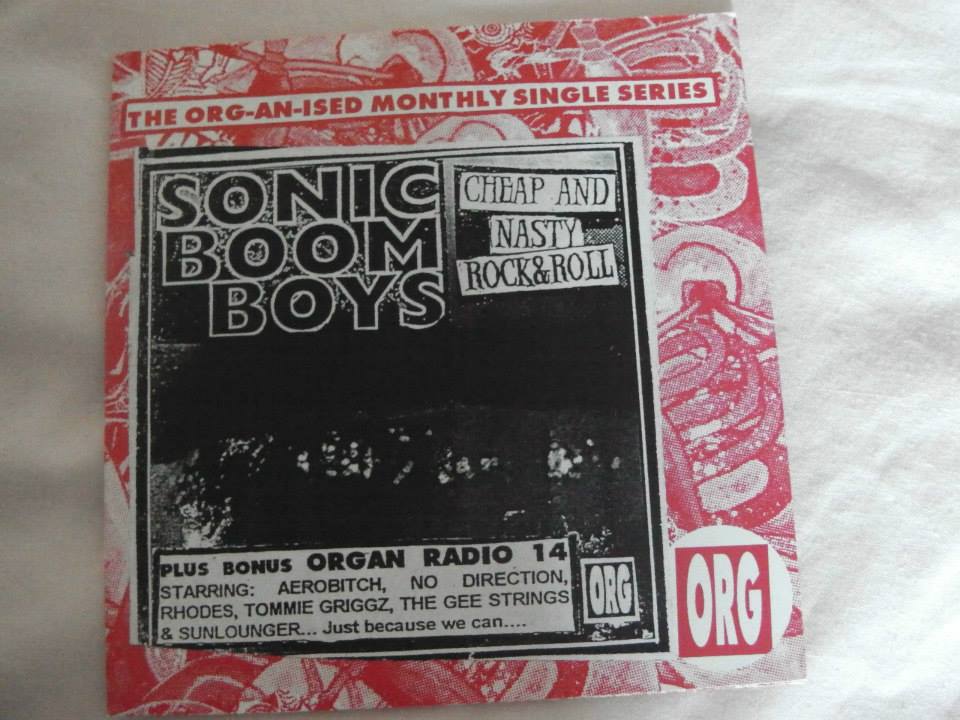 THE ORG-AN-ISED MONTHLY SINGLE SERIES
SONIC
BOOM
BOYS
CHEAP AND
NASTY
ROCK&ROLL
PLUS BONUS ORGAN RADIO 14
STARRING: AEROBITCH, NO DIRECTION,
RHODES, TOMMIE GRIGGZ, THE GEE STRINGS
& SUNLOUNGER... Just because we can....
ORG
ORG